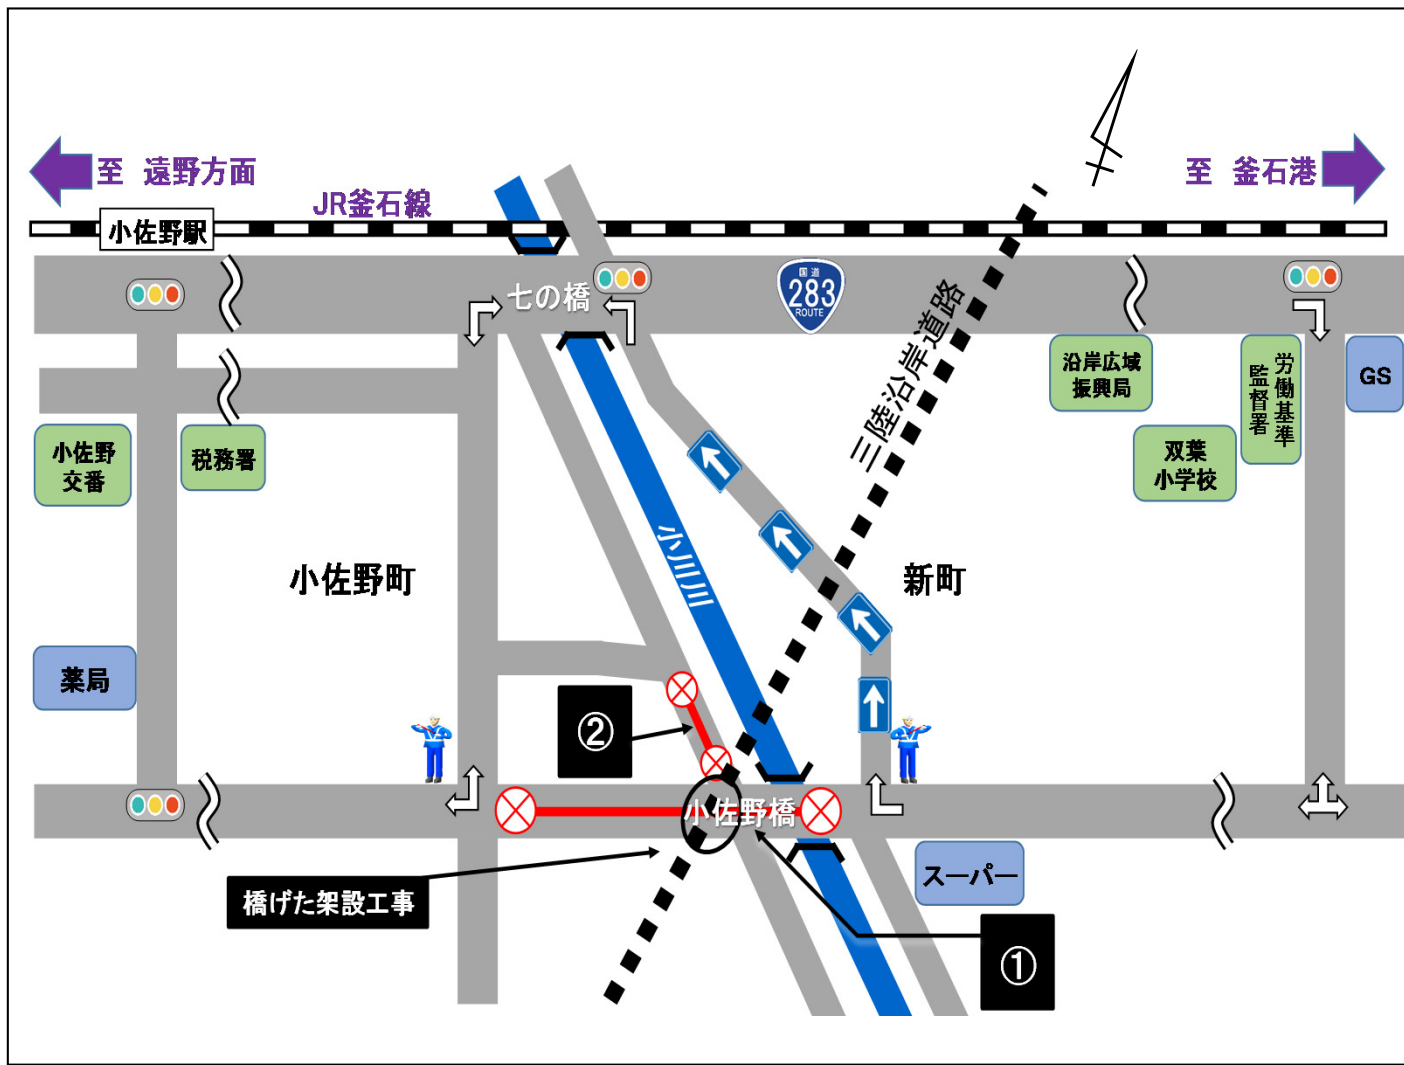 至　遠野方面
至　釜石港
JR釜石線
小佐野駅
七の橋
国道
283
ROUTE
三陸沿岸道路
沿岸広域
振興局
労働基準
監督署
GS
小佐野
交番
税務署
双葉
小学校
小川川
小佐野町
新町
薬局
②
小佐野橋
橋げた架設工事
スーパー
①